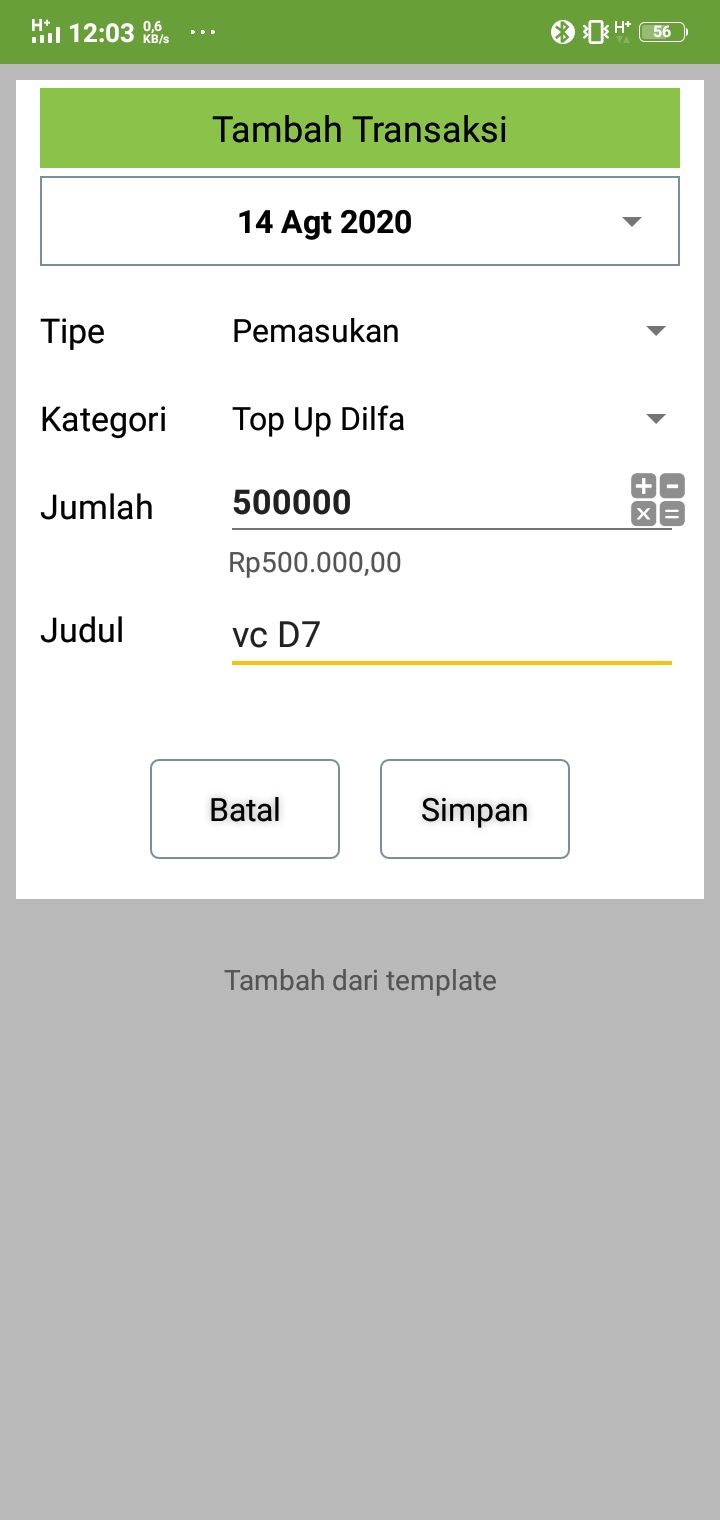 H+ 12:03 0,6 KB/s ... H+ 56
Tambah Transaksi
14 Agt 2020
Tipe Pemasukan
Kategori Top Up Dilfa
Jumlah 500000
Rp500.000,00
Judul vc D7
Batal Simpan
Tambah dari template